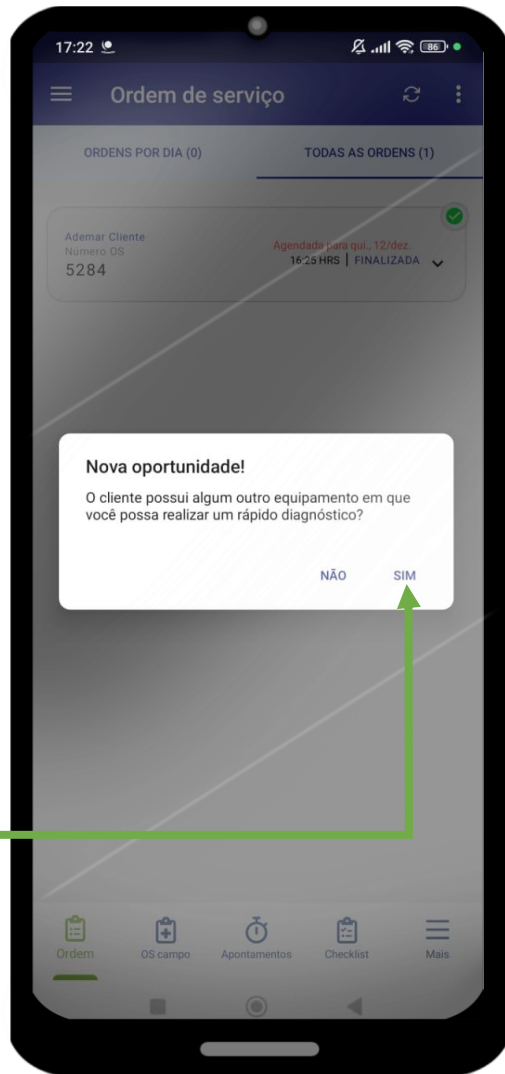 17:22
86
Ordem de serviço
ORDENS POR DIA (0)
TODAS AS ORDENS (1)
Ademar Cliente
Número OS
5284
Agendada para qui., 12/dez.
16:25 HRS | FINALIZADA
Nova oportunidade!
O cliente possui algum outro equipamento em que
você possa realizar um rápido diagnóstico?
NÃO
SIM
Ordem
OS campo
Apontamentos
Checklist
Mais